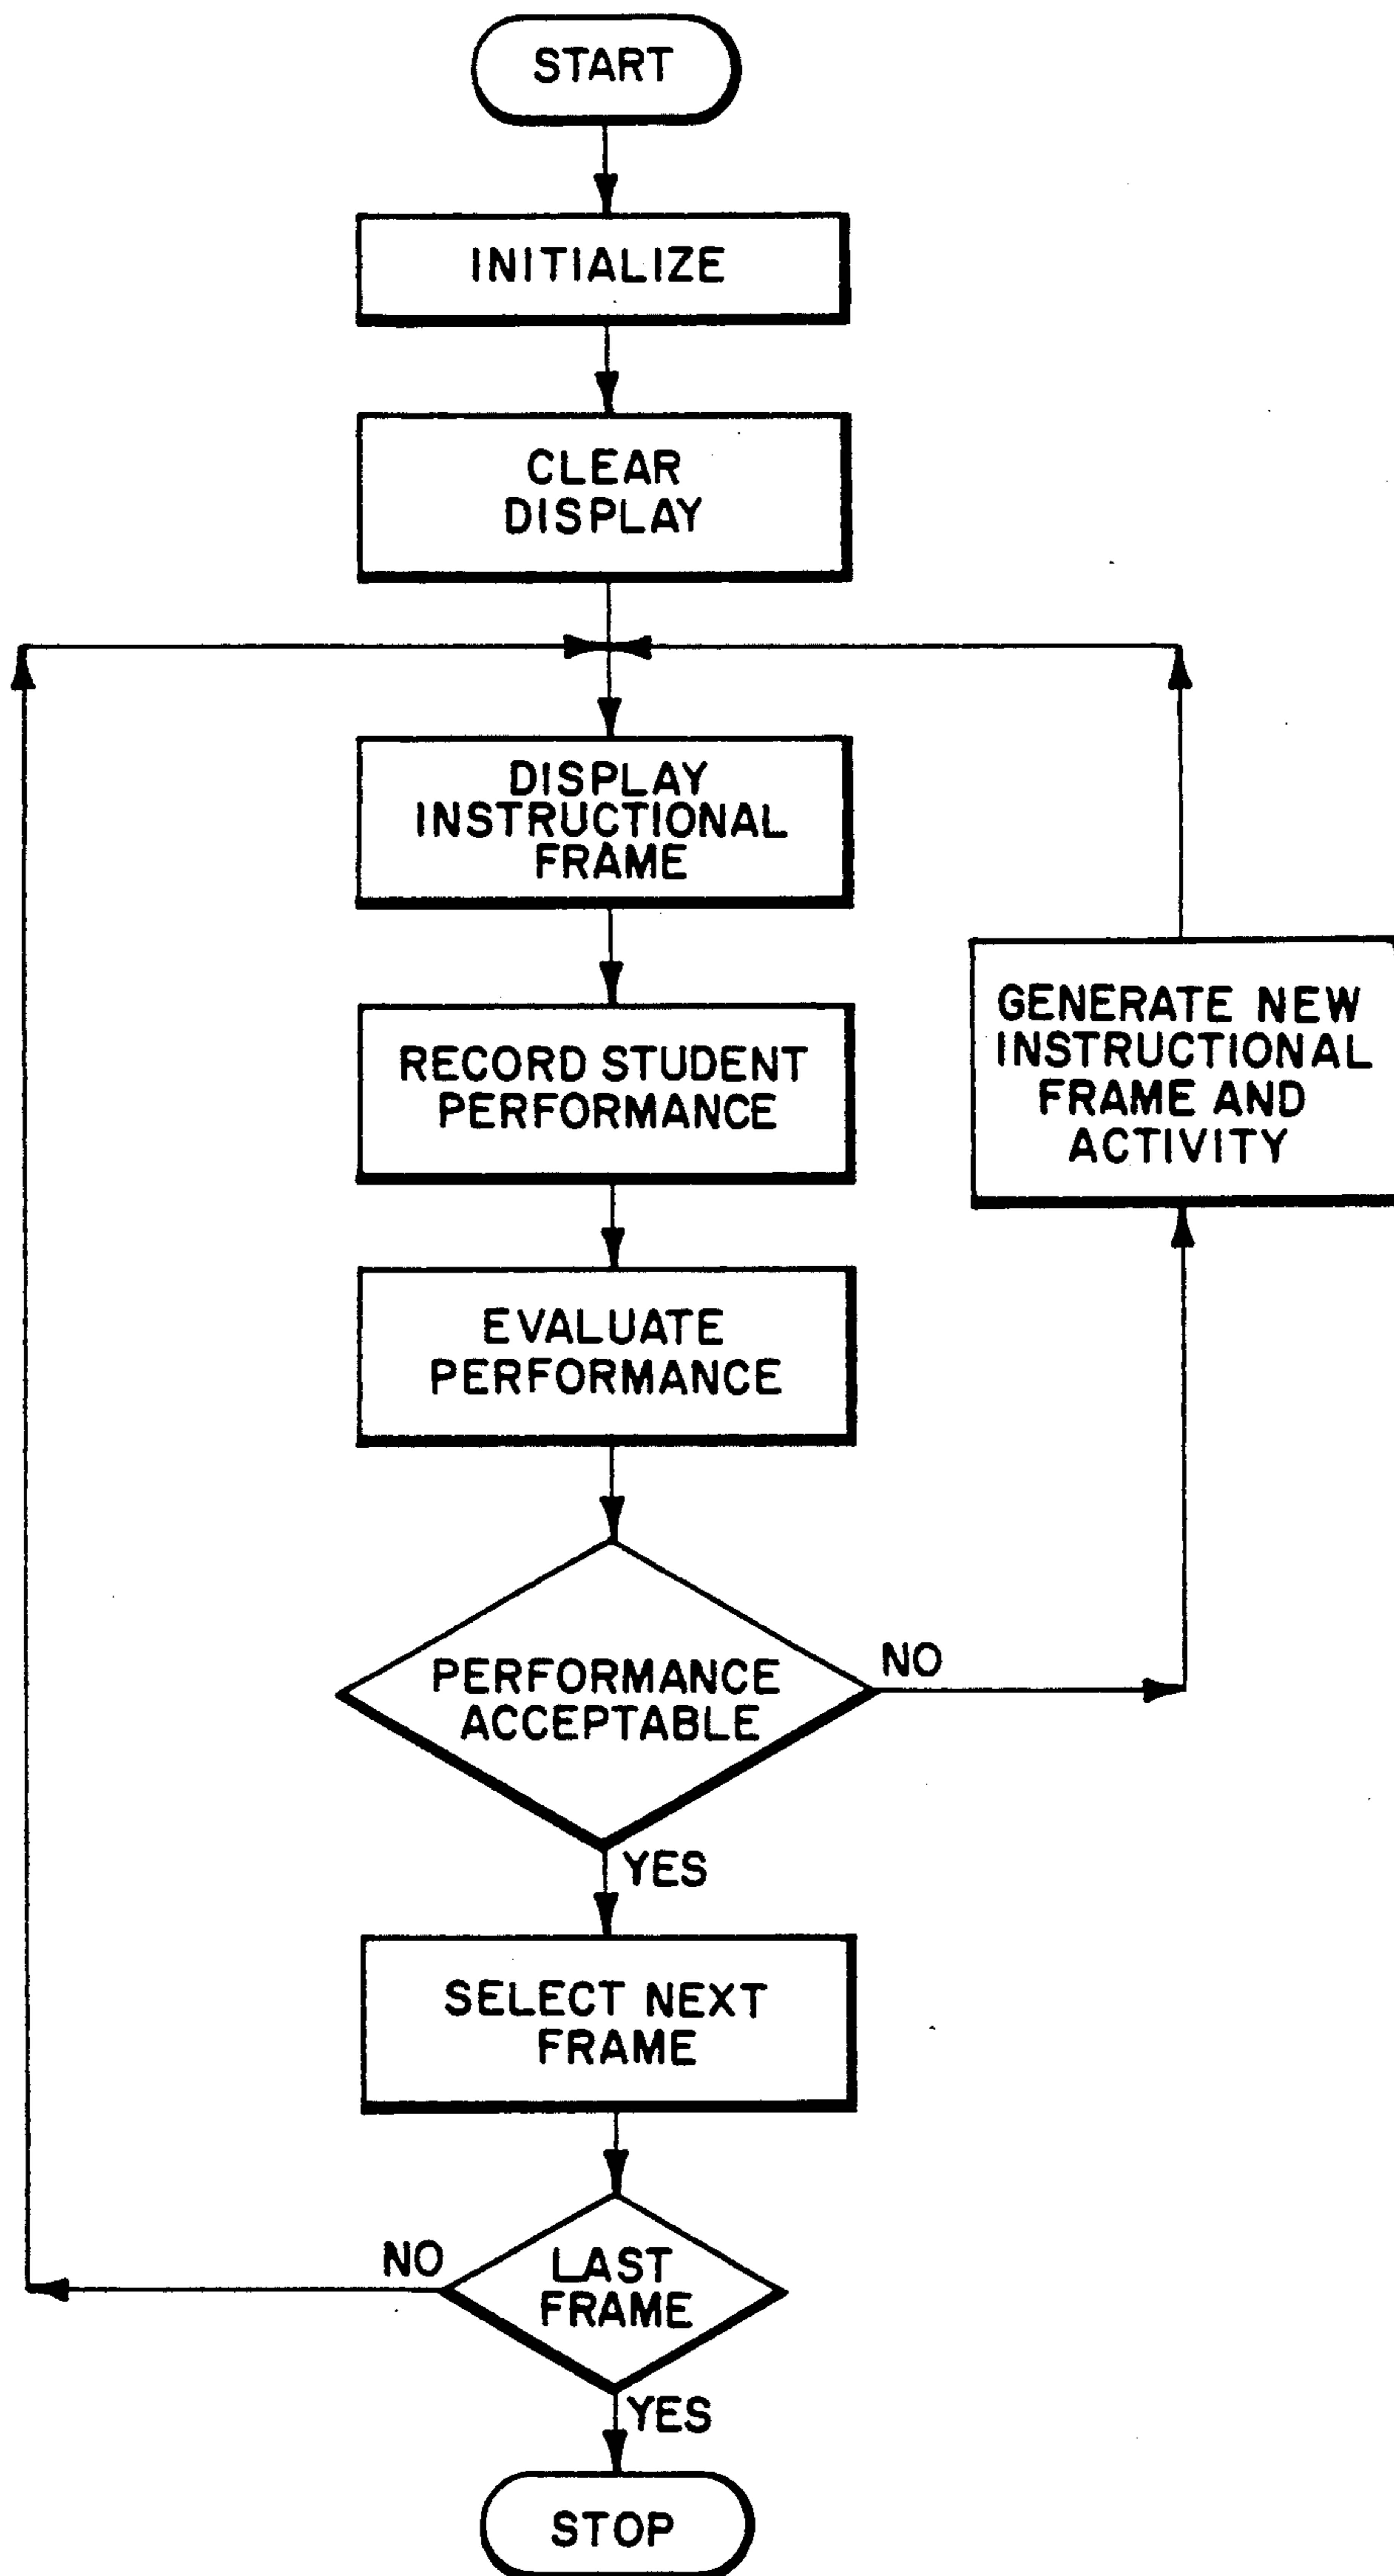 START
INITIALIZE
CLEAR
DISPLAY
DISPLAY
INSTRUCTIONAL
FRAME
RECORD STUDENT
PERFORMANCE
GENERATE NEW
INSTRUCTIONAL
FRAME AND
ACTIVITY
EVALUATE
PERFORMANCE
PERFORMANCE
ACCEPTABLE
NO
YES
SELECT NEXT
FRAME
LAST
FRAME
NO
YES
STOP